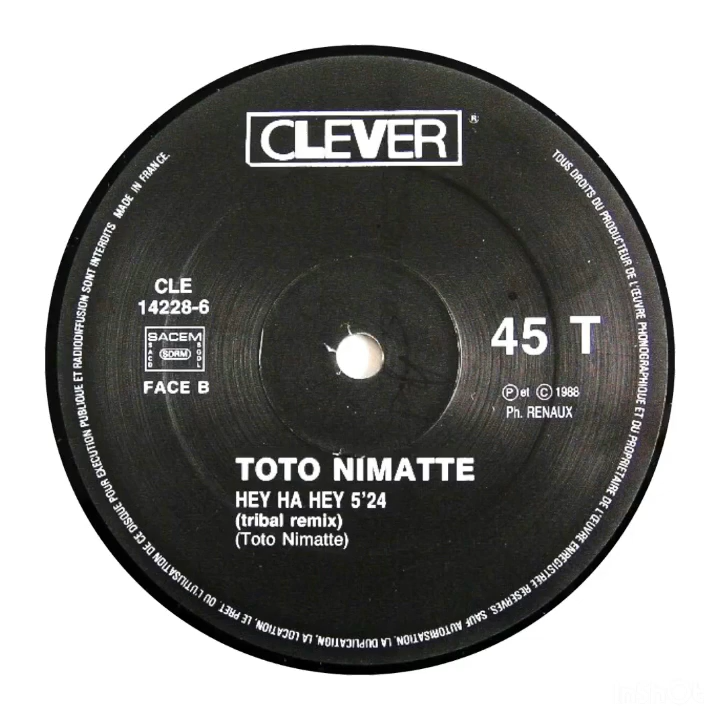 CLEVER
®
CLE
14228-6
SACEM
SACD
SDRM
SGDL
FACE B
45 T
Ⓟ et © 1988
Ph. RENAUX
TOTO NIMATTE
HEY HA HEY 5'24
(tribal remix)
(Toto Nimatte)
TOUS DROITS DU PRODUCTEUR DE L'ŒUVRE PHONOGRAPHIQUE ET DU PROPRIETAIRE DE L'ŒUVRE ENREGISTREE RESERVES. SAUF AUTORISATION, LA DUPLICATION, LA LOCATION, LE PRET OU L'UTILISATION DE CE DISQUE POUR EXECUTION PUBLIQUE ET RADIODIFFUSION SONT INTERDITS MADE IN FRANCE.